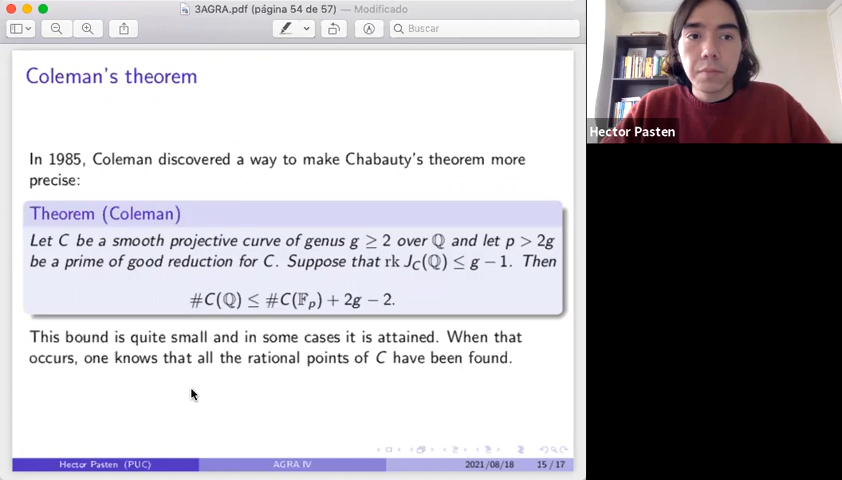 3AGRA.pdf (página 54 de 57) — Modificado
Buscar
Coleman's theorem
In 1985, Coleman discovered a way to make Chabauty's theorem more
precise:
Theorem (Coleman)
Let C be a smooth projective curve of genus g ≥ 2 over ℚ and let p > 2g
be a prime of good reduction for C. Suppose that rk J_C(ℚ) ≤ g − 1. Then
#C(ℚ) ≤ #C(𝔽_p) + 2g − 2.
This bound is quite small and in some cases it is attained. When that
occurs, one knows that all the rational points of C have been found.
Hector Pasten (PUC)
AGRA IV
2021/08/18
15 / 17
Hector Pasten